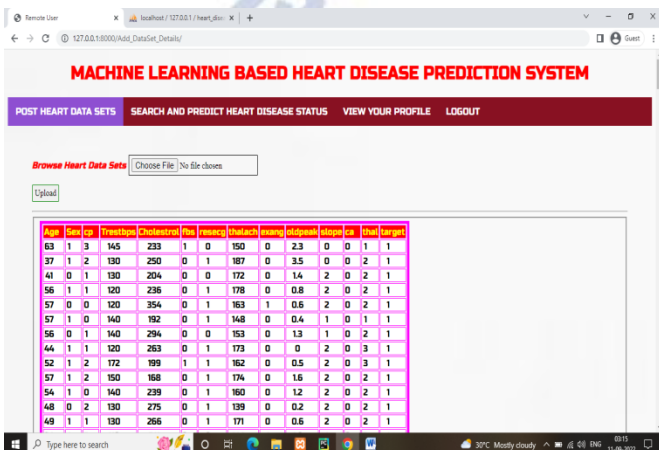 Remote User
localhost / 127.0.0.1 / heart_dise
127.0.0.1:8000/Add_DataSet_Details/
Guest
MACHINE LEARNING BASED HEART DISEASE PREDICTION SYSTEM
POST HEART DATA SETS SEARCH AND PREDICT HEART DISEASE STATUS VIEW YOUR PROFILE LOGOUT
Browse Heart Data Sets Choose File No file chosen
Upload
Age Sex cp Trestbps Cholestrol fbs resecg thalach exang oldpeak slope ca thal target
63 1 3 145 233 1 0 150 0 2.3 0 0 1 1
37 1 2 130 250 0 1 187 0 3.5 0 0 2 1
41 0 1 130 204 0 0 172 0 1.4 2 0 2 1
56 1 1 120 236 0 1 178 0 0.8 2 0 2 1
57 0 0 120 354 0 1 163 1 0.6 2 0 2 1
57 1 0 140 192 0 1 148 0 0.4 1 0 1 1
56 0 1 140 294 0 0 153 0 1.3 1 0 2 1
44 1 1 120 263 0 1 173 0 0 2 0 3 1
52 1 2 172 199 1 1 162 0 0.5 2 0 3 1
57 1 2 150 168 0 1 174 0 1.6 2 0 2 1
54 1 0 140 239 0 1 160 0 1.2 2 0 2 1
48 0 2 130 275 0 1 139 0 0.2 2 0 2 1
49 1 1 130 266 0 1 171 0 0.6 2 0 2 1
Type here to search
30°C Mostly cloudy ENG 03:15